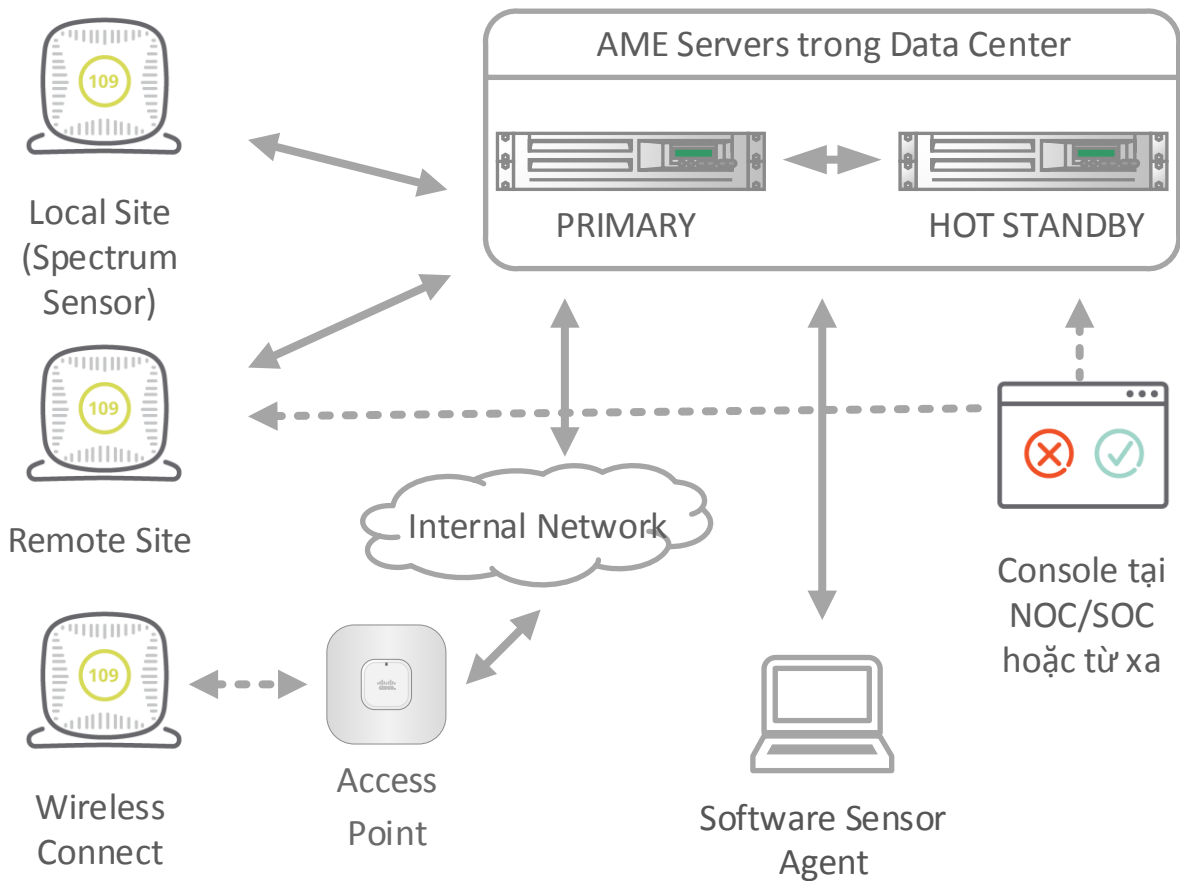 AME Servers trong Data Center
109
PRIMARY
HOT STANDBY
Local Site
(Spectrum
Sensor)
109
Remote Site
Internal Network
Console tại
NOC/SOC
hoặc từ xa
109
Wireless
Connect
Access
Point
Software Sensor
Agent